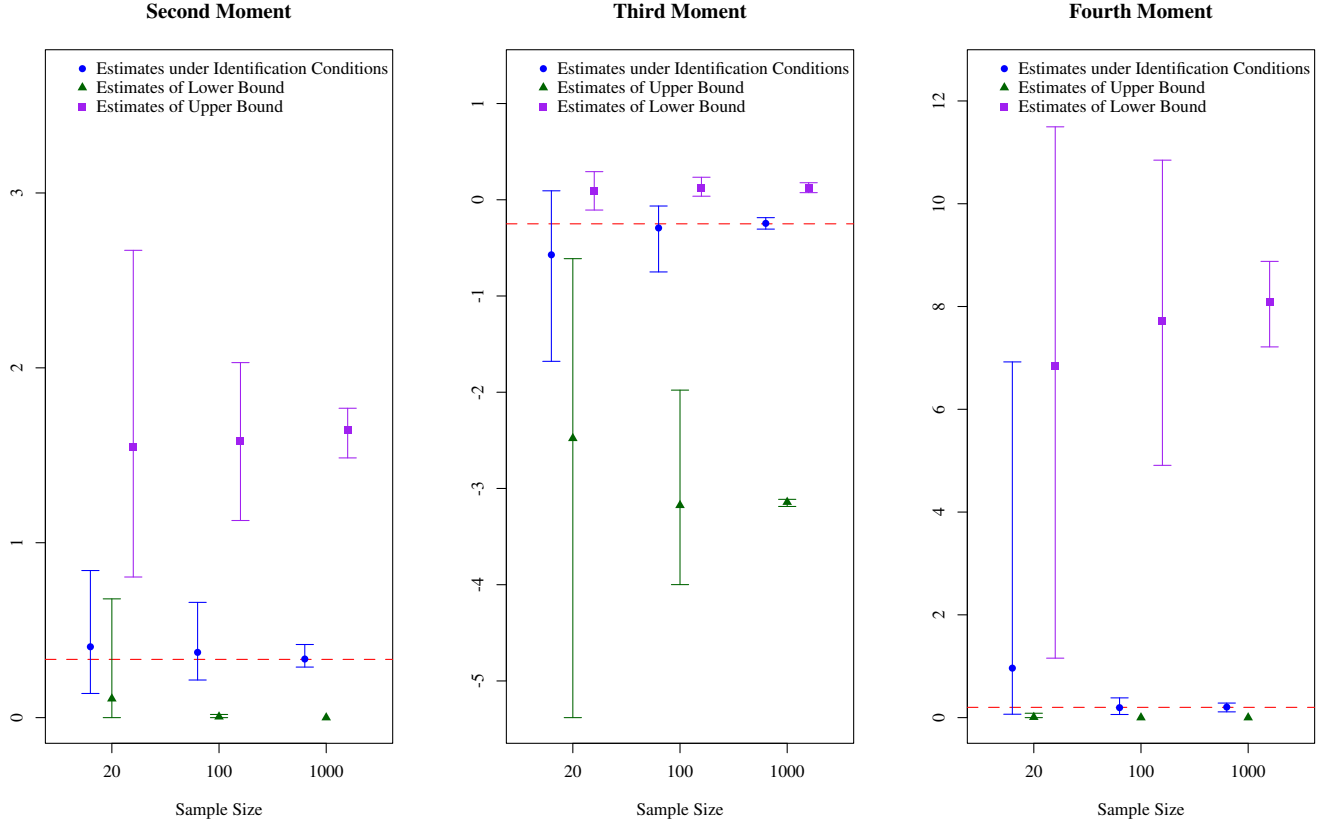 Second Moment
Estimates under Identification Conditions
Estimates of Lower Bound
Estimates of Upper Bound
3
2
1
0
20 100 1000
Sample Size
Third Moment
Estimates under Identification Conditions
Estimates of Upper Bound
Estimates of Lower Bound
1
0
-1
-2
-3
-4
-5
20 100 1000
Sample Size
Fourth Moment
Estimates under Identification Conditions
Estimates of Upper Bound
Estimates of Lower Bound
12
10
8
6
4
2
0
20 100 1000
Sample Size